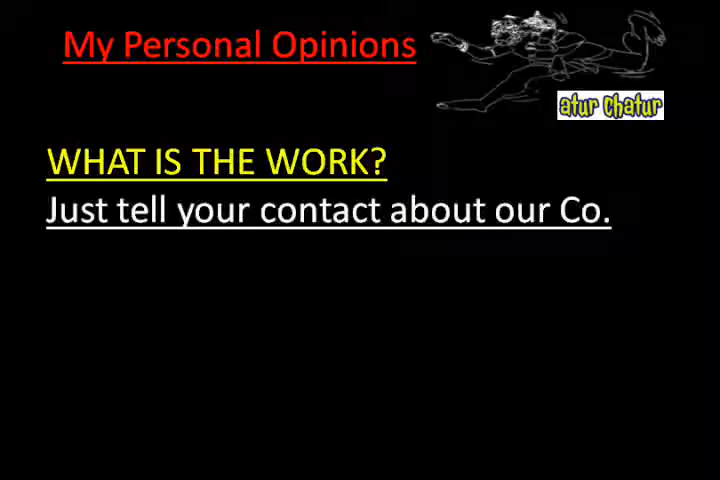 My Personal Opinions
atur chatur
WHAT IS THE WORK?
Just tell your contact about our Co.